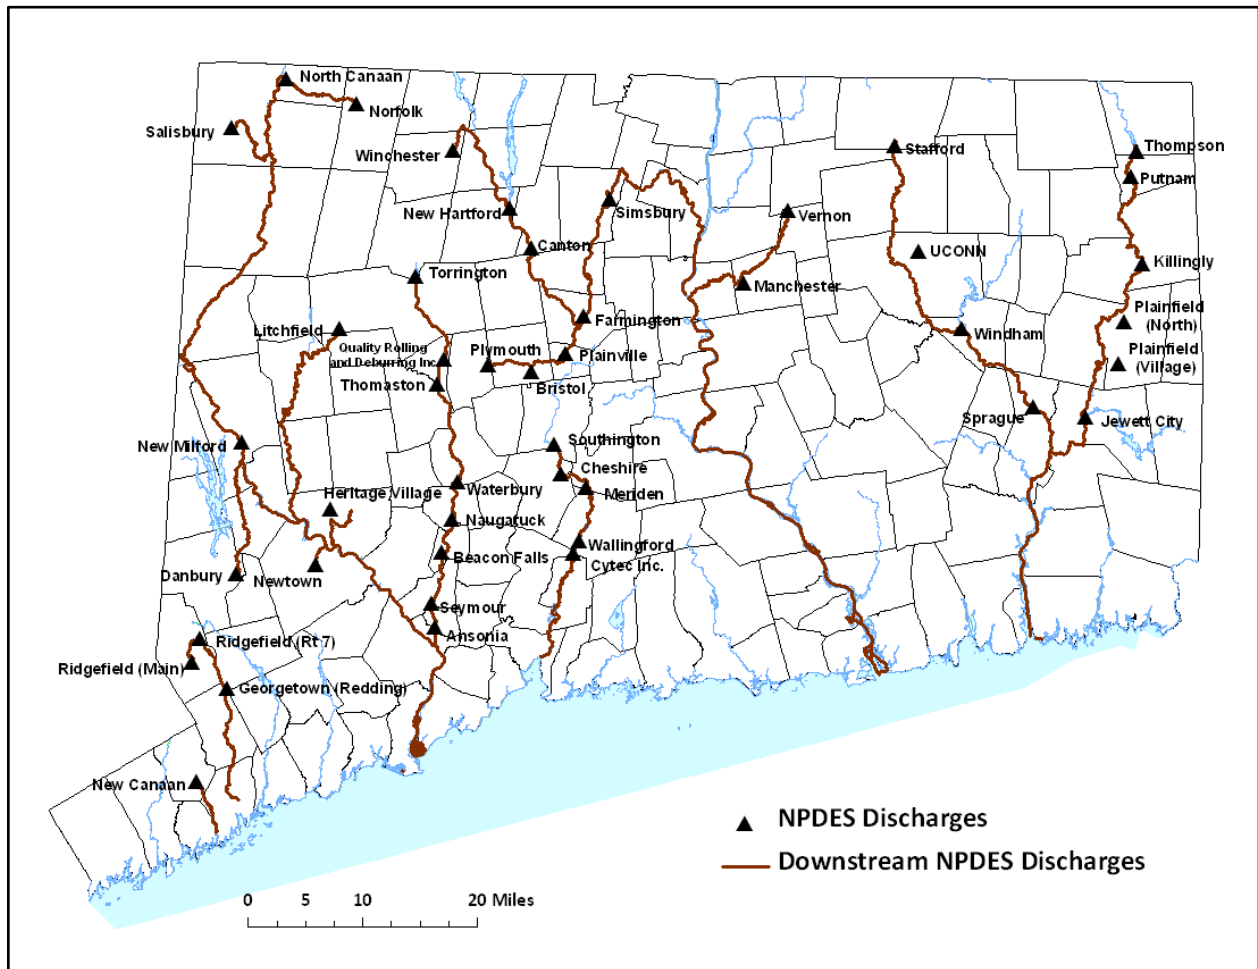 North Canaan
Norfolk
Salisbury
Winchester
Stafford
Thompson
Putnam
New Hartford
Simsbury
Vernon
Canton
UCONN
Killingly
Torrington
Manchester
Litchfield
Farmington
Plainfield
(North)
Windham
Quality Rolling
and Deburring Inc.
Plymouth
Plainville
Plainfield
(Village)
Thomaston
Bristol
Sprague
Jewett City
New Milford
Southington
Cheshire
Heritage Village
Waterbury
Meriden
Naugatuck
Wallingford
Beacon Falls
Cytec Inc.
Danbury
Newtown
Seymour
Ansonia
Ridgefield (Rt 7)
Ridgefield (Main)
Georgetown (Redding)
New Canaan
NPDES Discharges
Downstream NPDES Discharges
0 5 10 20 Miles